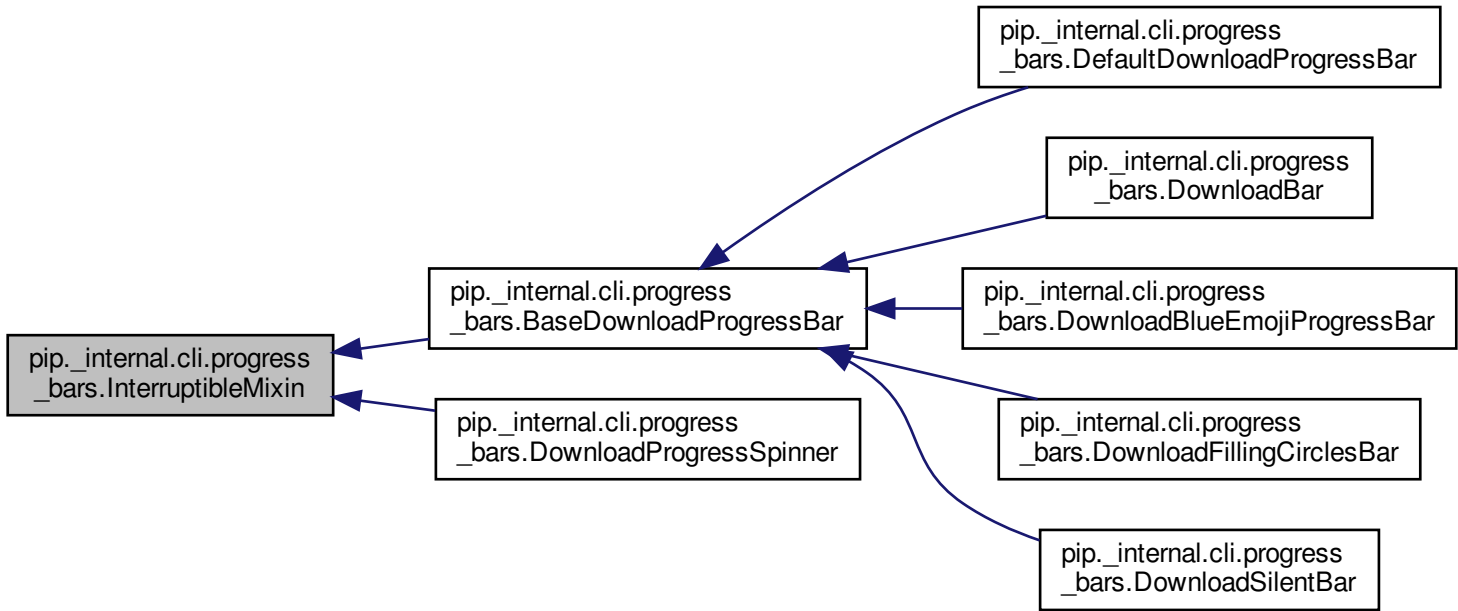 pip._internal.cli.progress
_bars.DefaultDownloadProgressBar
pip._internal.cli.progress
_bars.DownloadBar
pip._internal.cli.progress
_bars.BaseDownloadProgressBar
pip._internal.cli.progress
_bars.DownloadBlueEmojiProgressBar
pip._internal.cli.progress
_bars.InterruptibleMixin
pip._internal.cli.progress
_bars.DownloadProgressSpinner
pip._internal.cli.progress
_bars.DownloadFillingCirclesBar
pip._internal.cli.progress
_bars.DownloadSilentBar